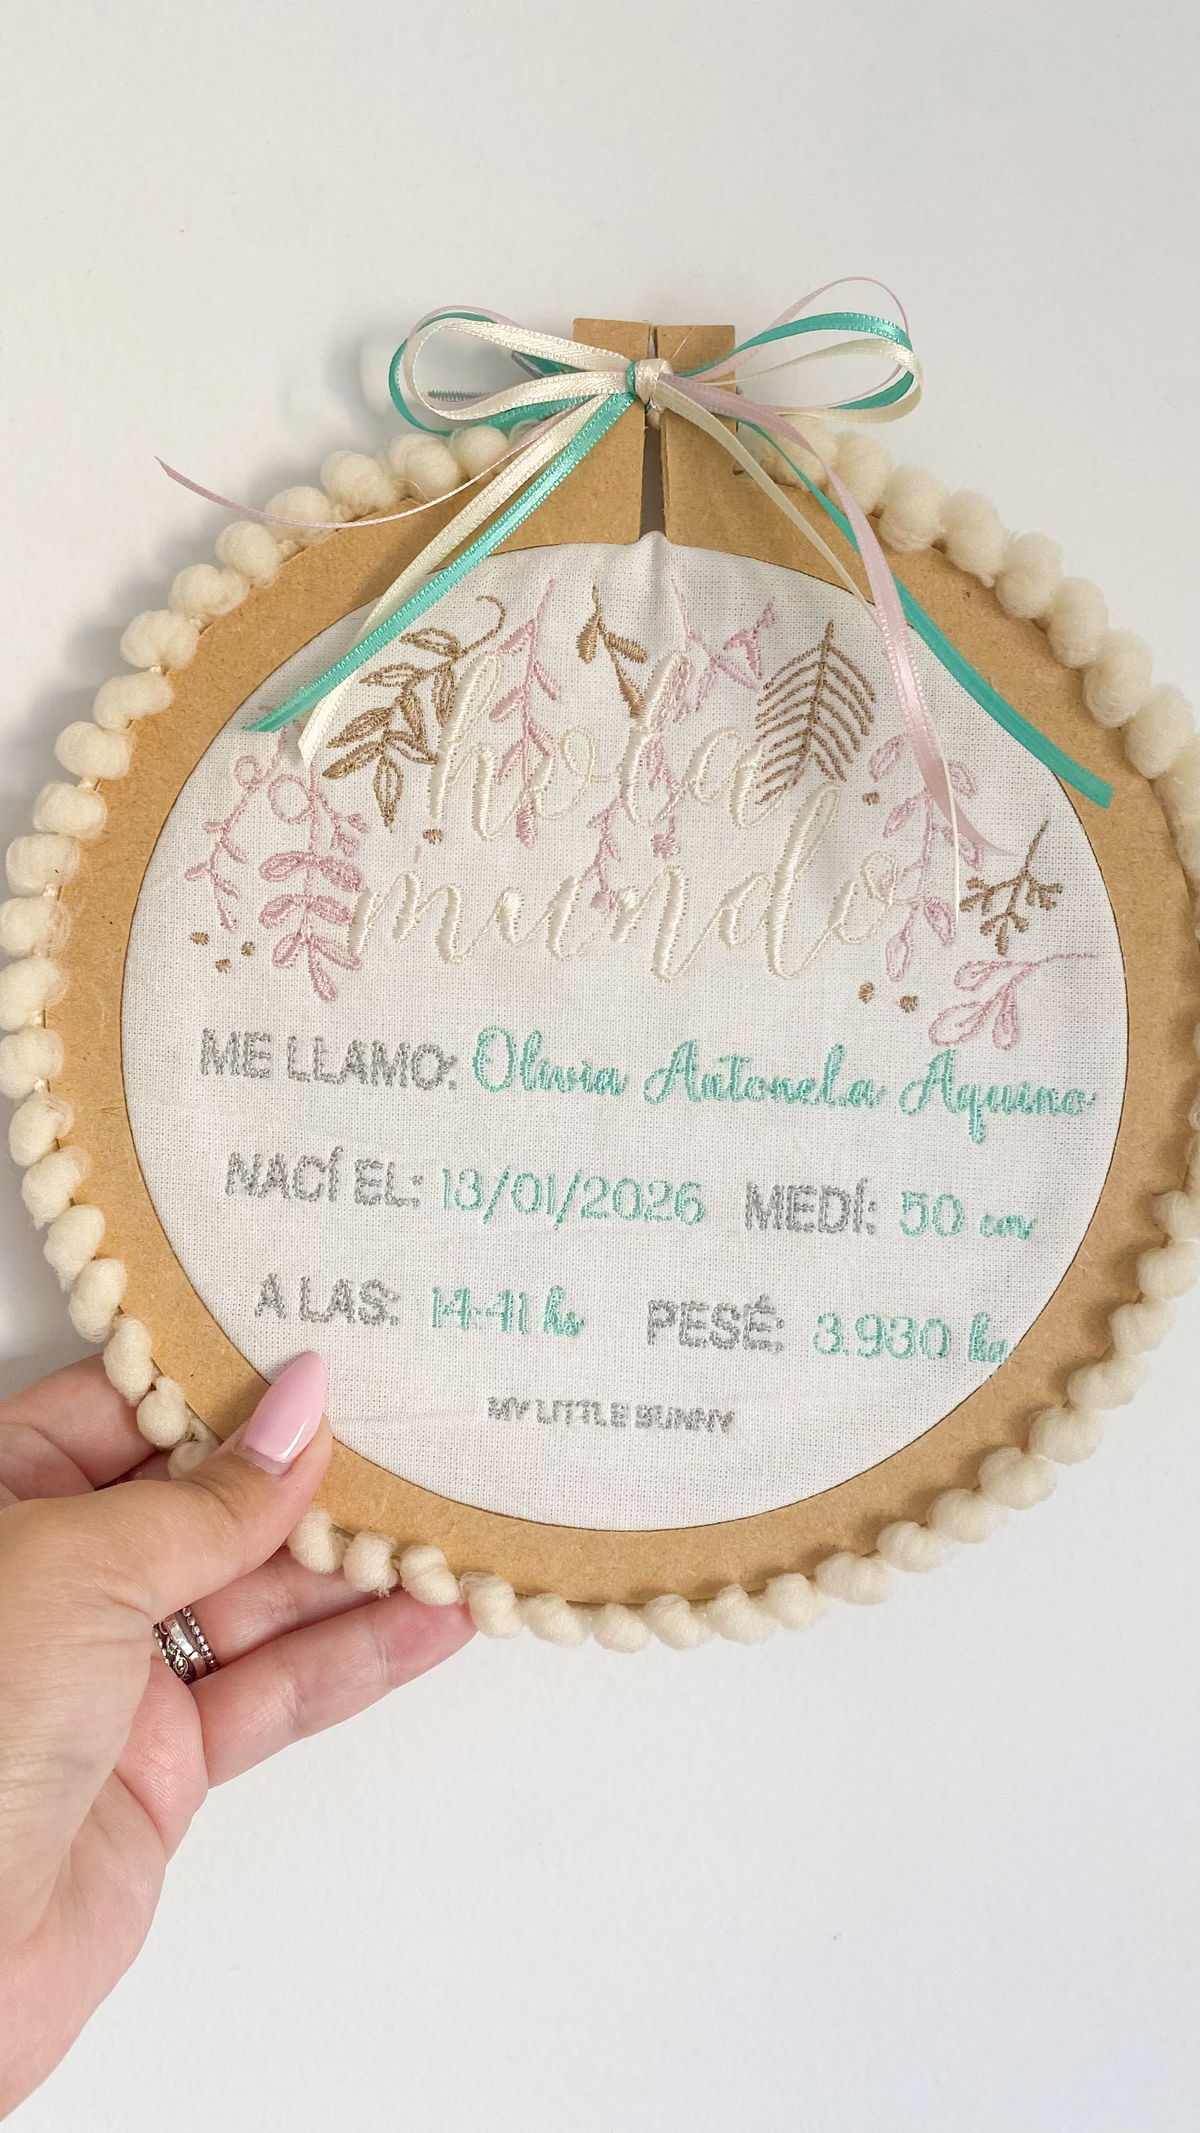 hola
mundo
ME LLAMO: Olivia Antonela Aquino
NACÍ EL: 13/01/2026 MEDÍ: 50 cm
A LAS: 14:41 hs PESÉ: 3.930 kg
MY LITTLE BUNNY